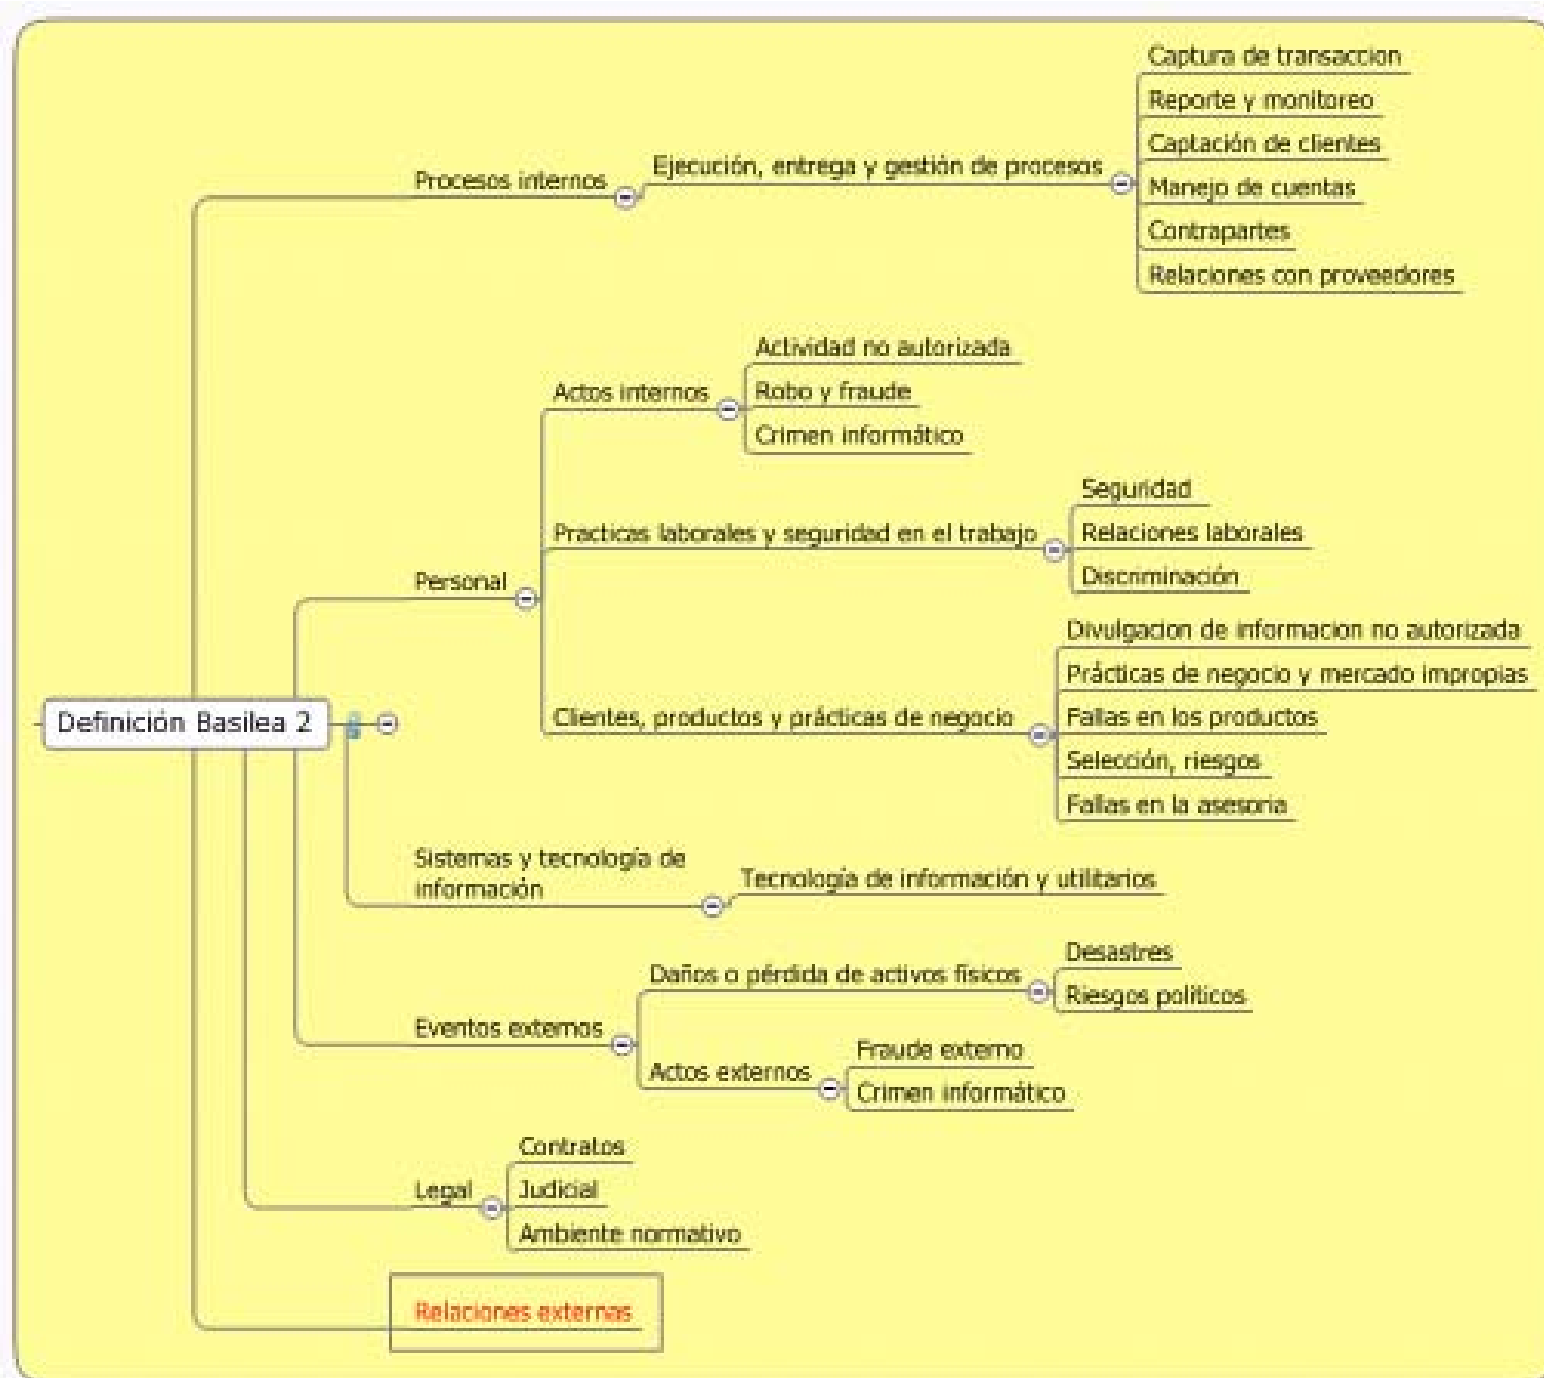 Captura de transaccion
Reporte y monitoreo
Captación de clientes
Ejecución, entrega y gestión de procesos
Procesos internos
Manejo de cuentas
Contrapartes
Relaciones con proveedores
Actividad no autorizada
Actos internos
Robo y fraude
Crimen informático
Seguridad
Practicas laborales y seguridad en el trabajo
Relaciones laborales
Discriminación
Personal
Divulgacion de informacion no autorizada
Prácticas de negocio y mercado impropias
Clientes, productos y prácticas de negocio
Fallas en los productos
Selección, riesgos
Fallas en la asesoria
Definición Basilea 2
Sistemas y tecnología de
información
Tecnología de información y utilitarios
Desastres
Daños o pérdida de activos físicos
Riesgos políticos
Eventos externos
Fraude externo
Actos externos
Crimen informático
Contratos
Legal
Judicial
Ambiente normativo
Relaciones externas